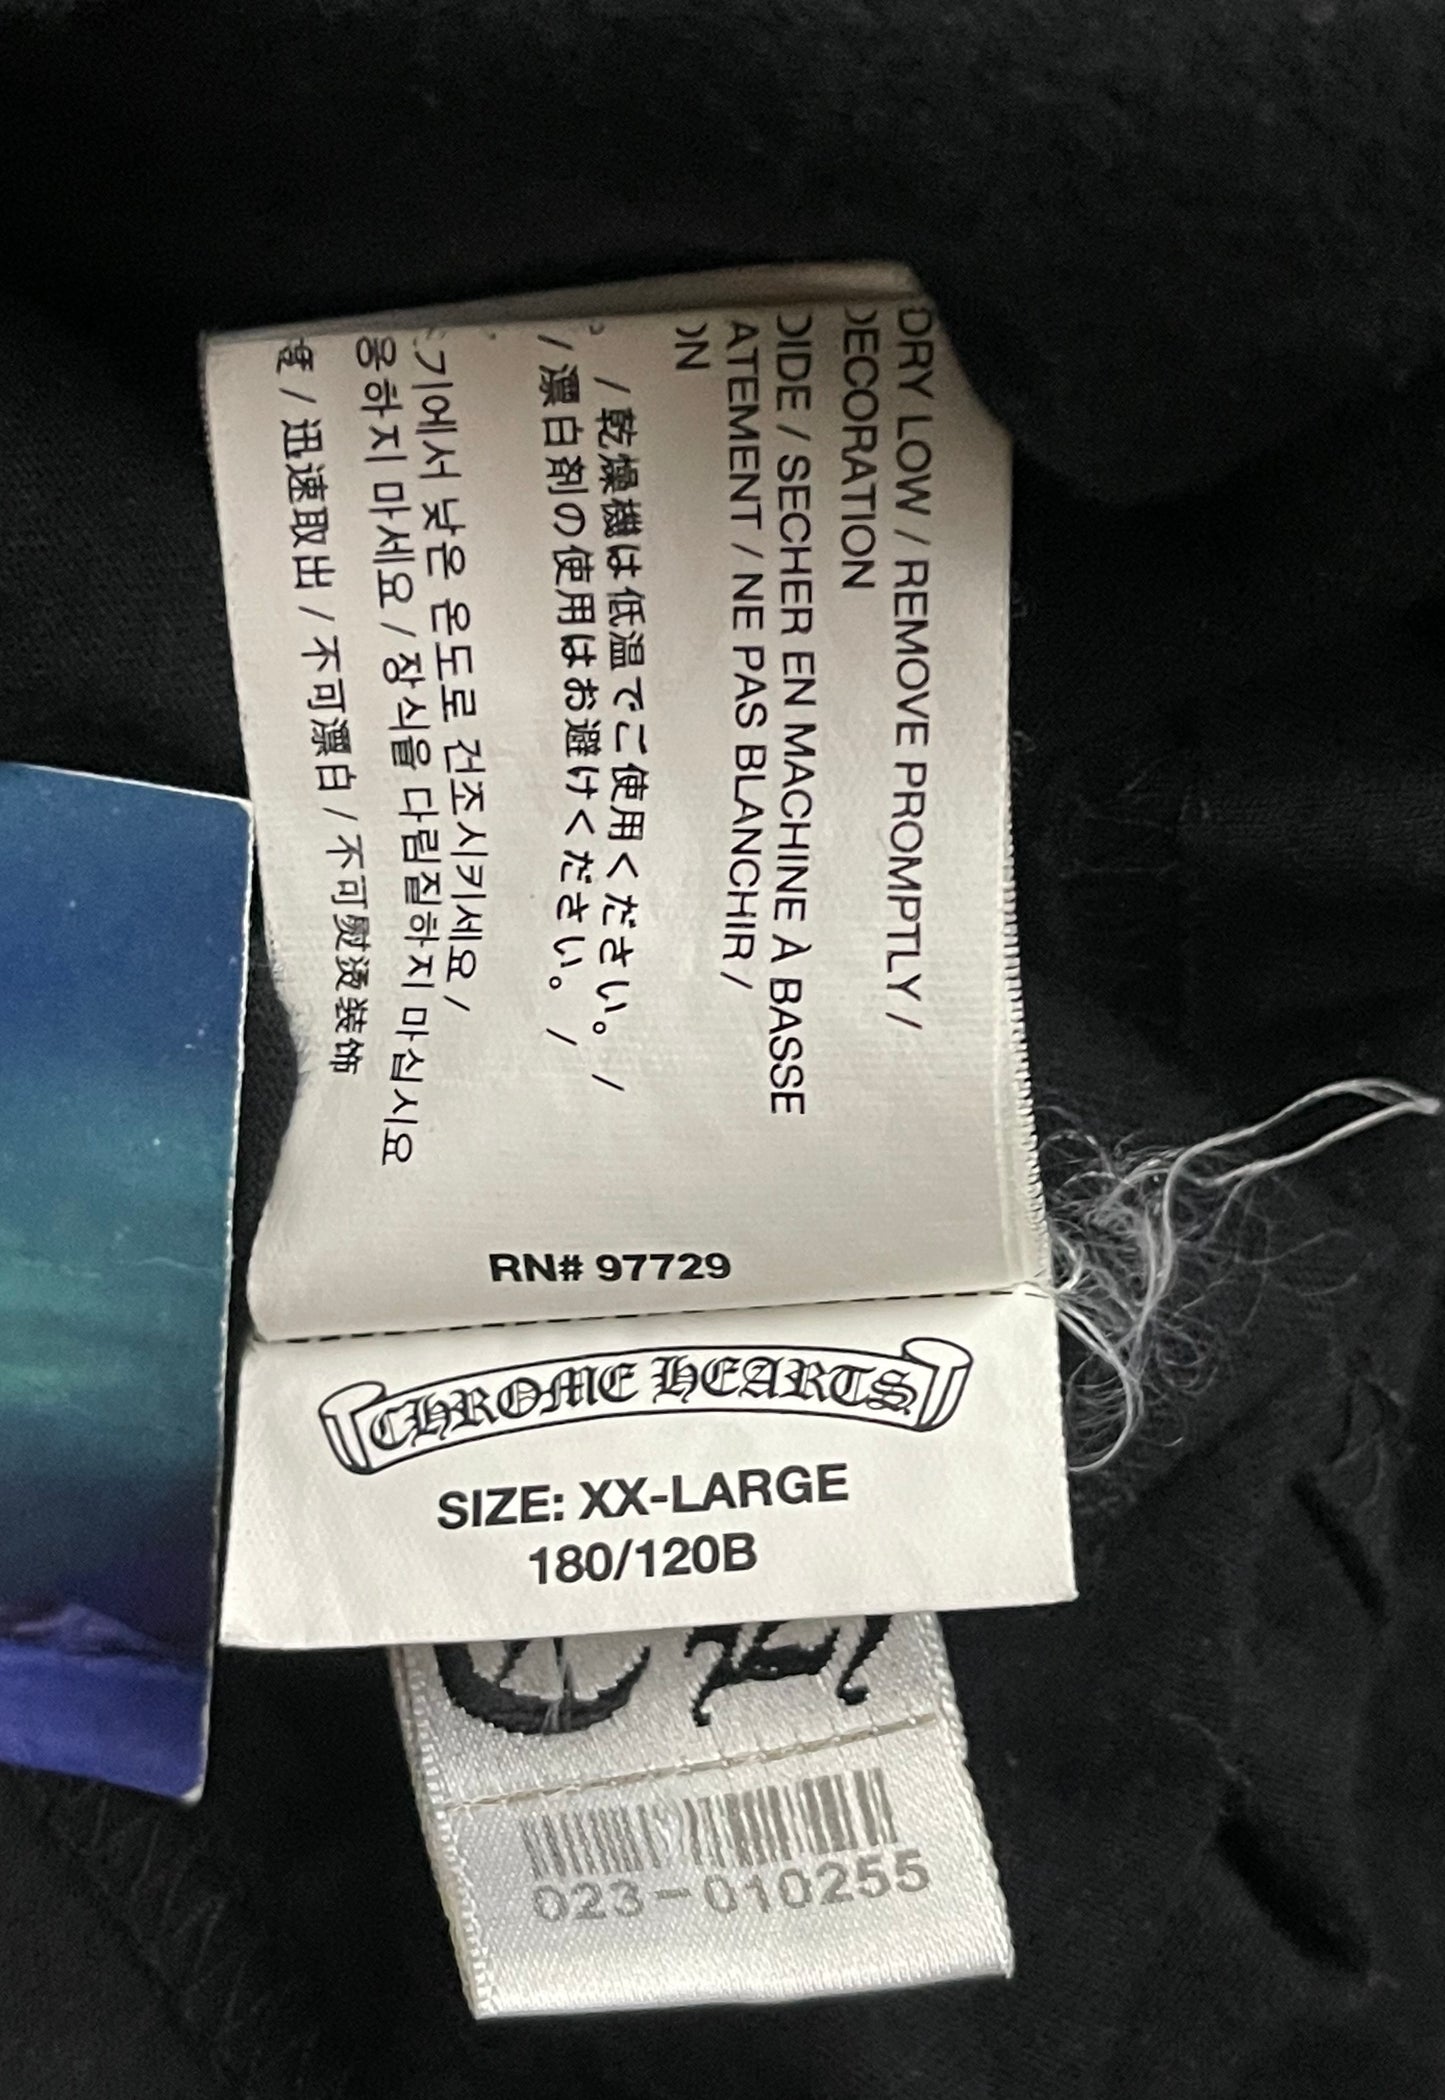 DRY LOW / REMOVE PROMPTLY /
DECORATION
SECHER EN MACHINE À BASSE
NE PAS BLANCHIR /
/ 乾燥機は低温でご使用ください。 /
/ 漂白剤の使用はお避けください。 /
기에서 낮은 온도로 건조시키세요 /
용하지 마세요 / 장식을 다림질하지 마십시요
/ 迅速取出 / 不可漂白 / 不可熨烫装饰
RN# 97729
CHROME HEARTS
SIZE: XX-LARGE
180/120B
023-010255